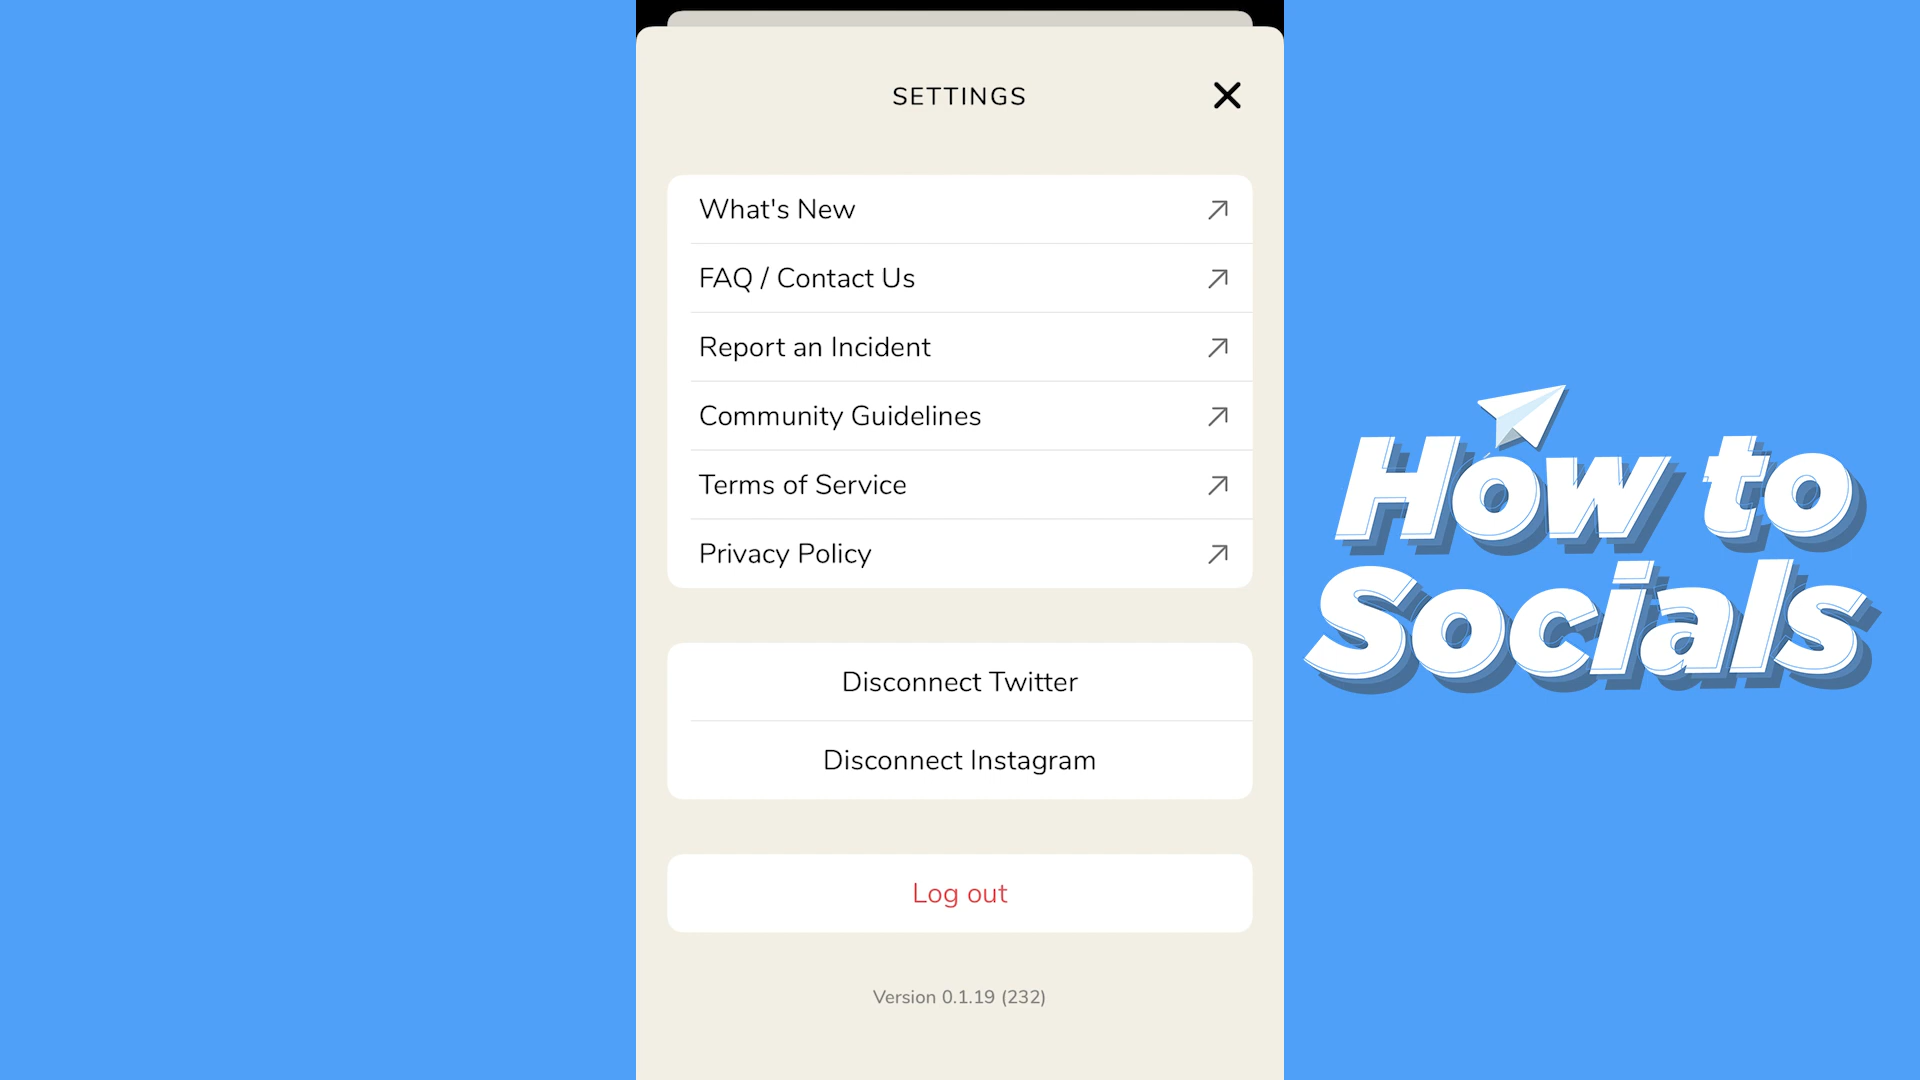 SETTINGS
What's New
FAQ / Contact Us
Report an Incident
Community Guidelines
Terms of Service
Privacy Policy
Disconnect Twitter
Disconnect Instagram
Log out
Version 0.1.19 (232)
How to
Socials